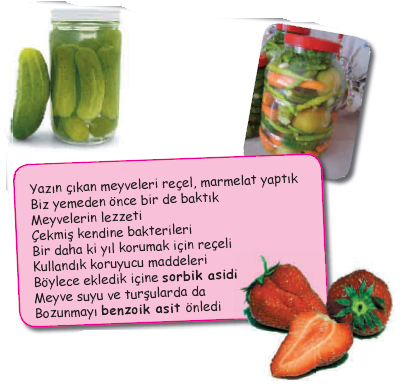 Yazın çıkan meyveleri reçel, marmelat yaptık
Biz yemeden önce bir de baktık
Meyvelerin lezzeti
Çekmiş kendine bakterileri
Bir daha ki yıl korumak için reçeli
Kullandık koruyucu maddeleri
Böylece ekledik içine sorbik asidi
Meyve suyu ve turşularda da
Bozunmayı benzoik asit önledi